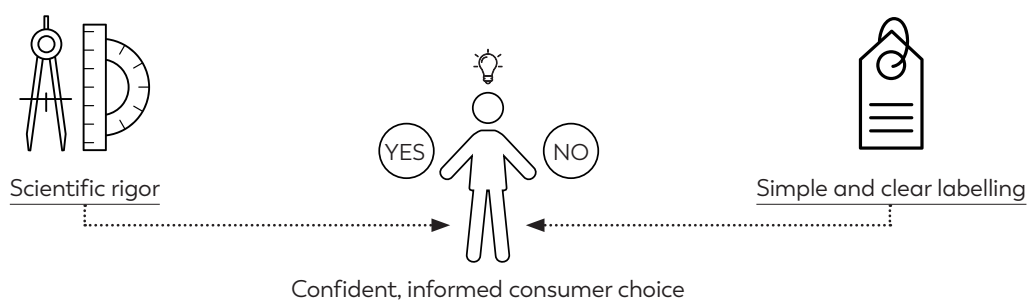 YES
NO
Scientific rigor
Simple and clear labelling
Confident, informed consumer choice